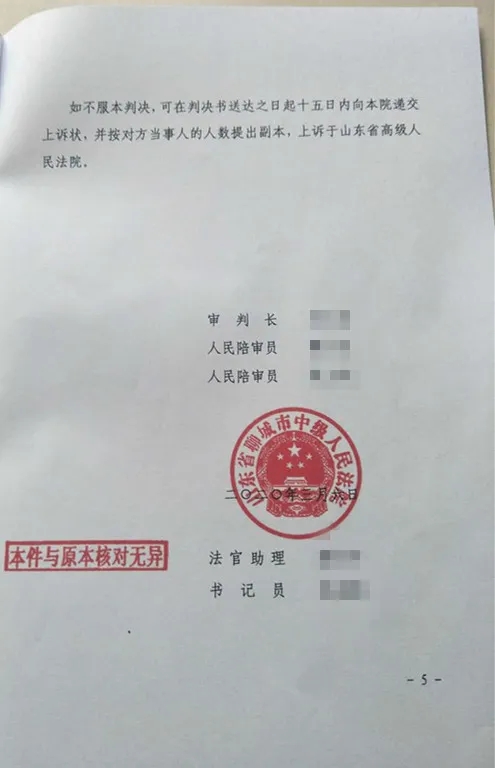 如不服本判决，可在判决书送达之日起十五日内向本院递交
上诉状，并按对方当事人的人数提出副本，上诉于山东省高级人
民法院。
审判长
人民陪审员
人民陪审员
山东省聊城市中级人民法院
二〇二〇年三月六日
本件与原本核对无异
法官助理
书记员
- 5 -